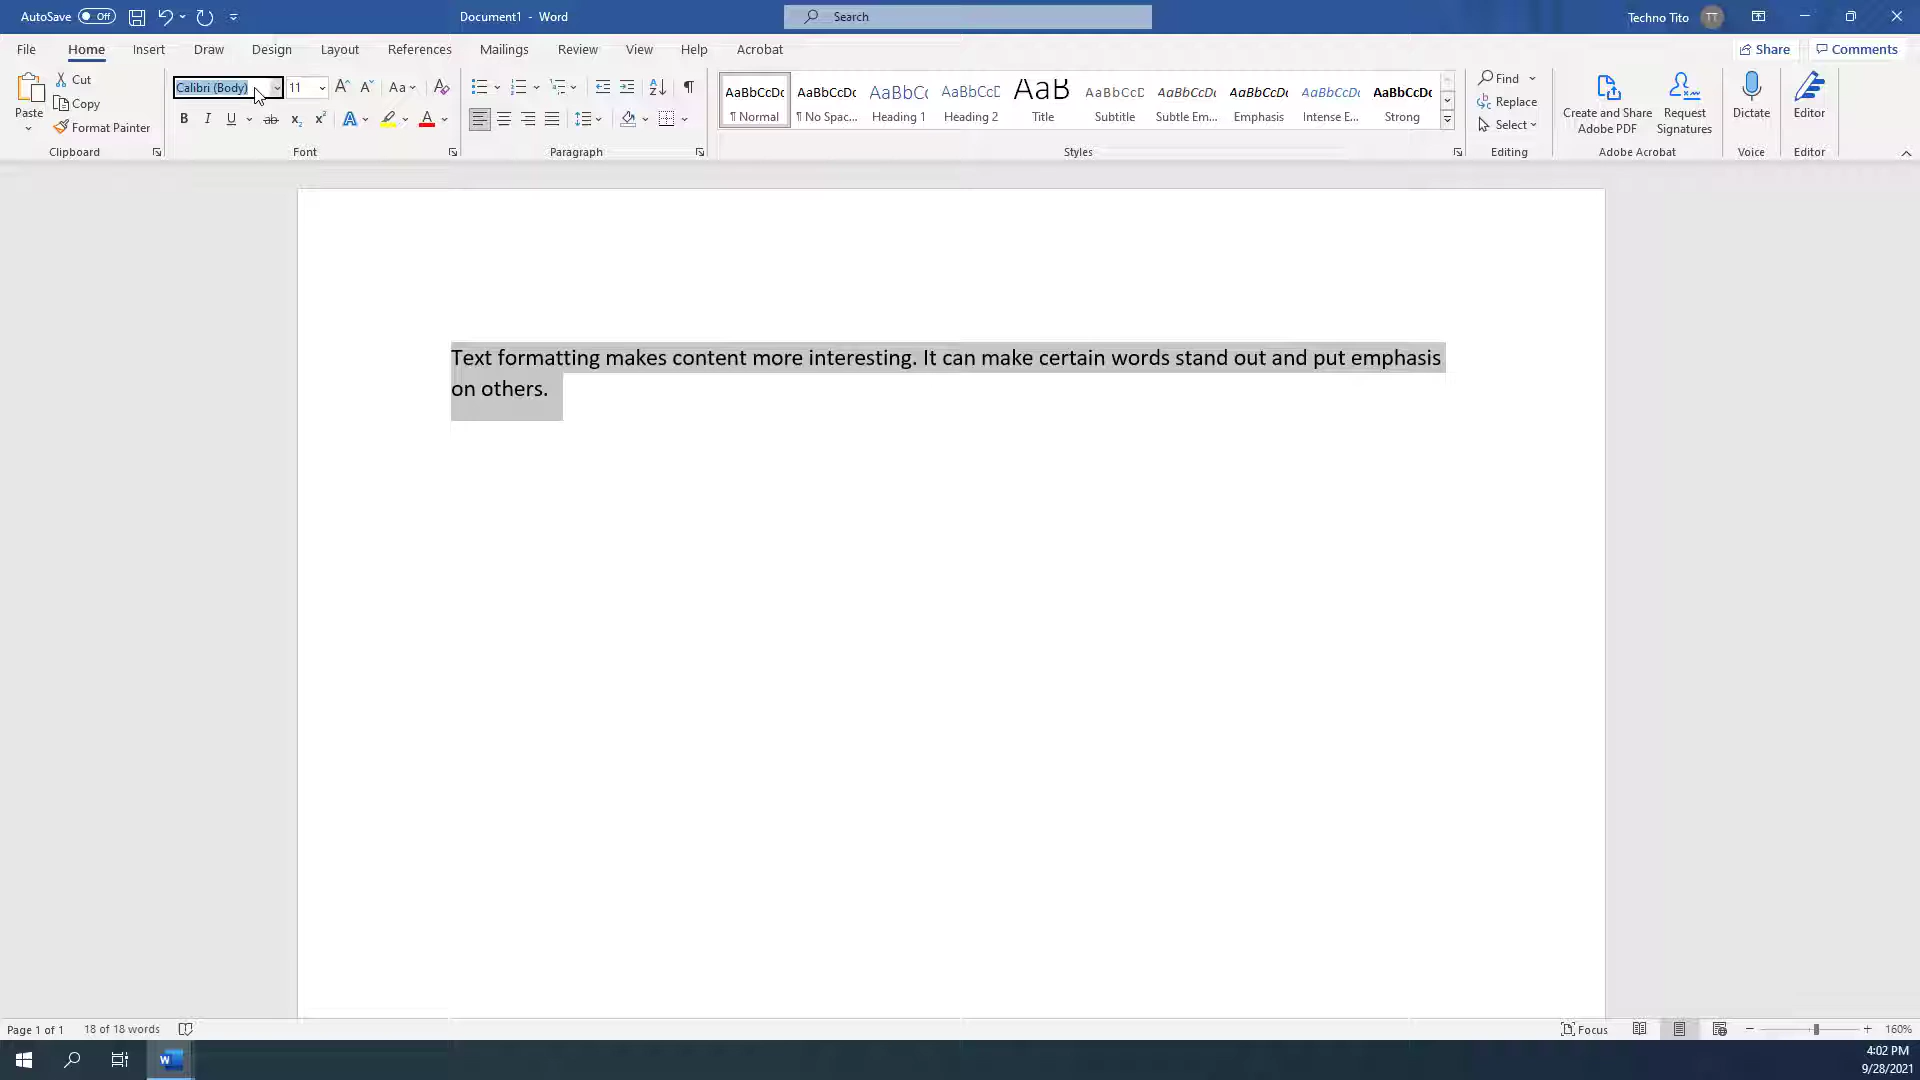 AutoSave Off
Document1 - Word
Search
Techno Tito TT
File Home Insert Draw Design Layout References Mailings Review View Help Acrobat
Share Comments
Paste
Cut
Copy
Format Painter
Clipboard
Calibri (Body) 11
Font
Paragraph
AaBbCcDc AaBbCcDc AaBbCc AaBbCcD AaB AaBbCcD AaBbCcDc AaBbCcDc AaBbCcDc AaBbCcDc
¶ Normal ¶ No Spac... Heading 1 Heading 2 Title Subtitle Subtle Em... Emphasis Intense E... Strong
Styles
Find
Replace
Select
Editing
Create and Share
Adobe PDF
Request
Signatures
Adobe Acrobat
Dictate
Voice
Editor
Editor
Text formatting makes content more interesting. It can make certain words stand out and put emphasis
on others.
Page 1 of 1 18 of 18 words
Focus
160%
4:02 PM
9/28/2021